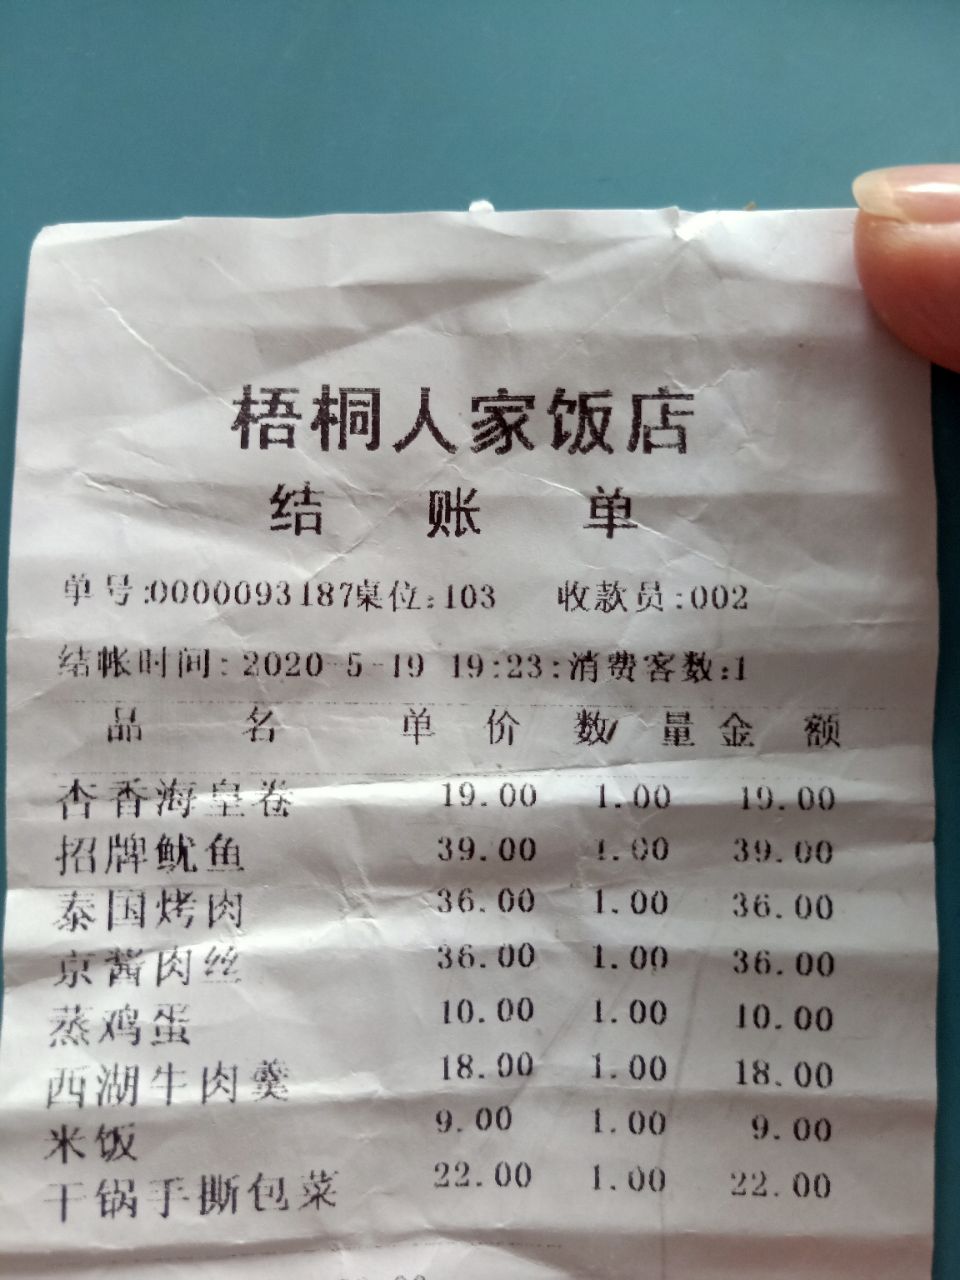 梧桐人家饭店
结 账 单
单号:0000093187桌位:103 收款员:002
结帐时间: 2020-5-19 19:23:消费客数:1
品 名 单 价 数/ 量 金 额
杏香海皇卷 19.00 1.00 19.00
招牌鱿鱼 39.00 1.00 39.00
泰国烤肉 36.00 1.00 36.00
京酱肉丝 36.00 1.00 36.00
蒸鸡蛋 10.00 1.00 10.00
西湖牛肉羹 18.00 1.00 18.00
米饭 9.00 1.00 9.00
干锅手撕包菜 22.00 1.00 22.00